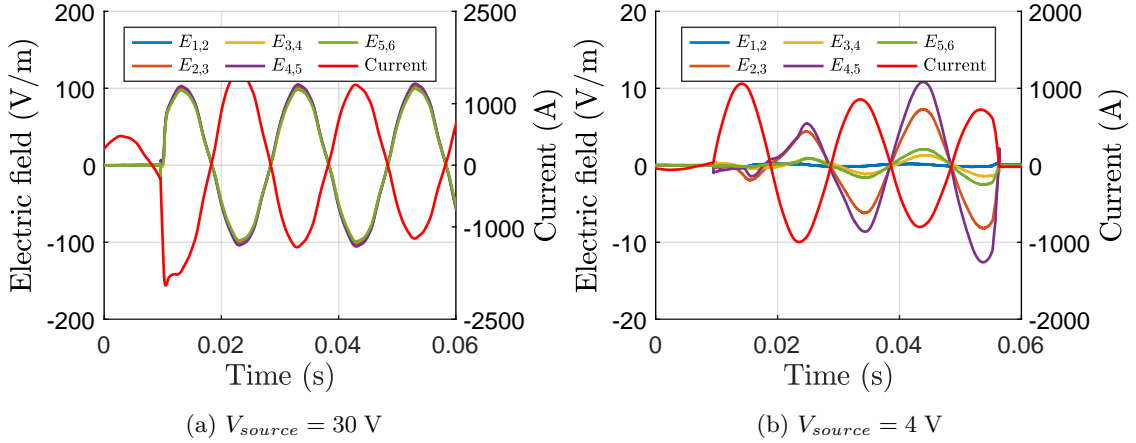 200 2500
E1,2 E3,4 E5,6
E2,3 E4,5 Current
100 1000
0 0
-100 -1000
-200 -2500
0 0.02 0.04 0.06
Time (s)
Electric field (V/m)
Current (A)
(a) Vsource = 30 V
20 2000
E1,2 E3,4 E5,6
E2,3 E4,5 Current
10 1000
0 0
-10 -1000
-20 -2000
0 0.02 0.04 0.06
Time (s)
Electric field (V/m)
Current (A)
(b) Vsource = 4 V